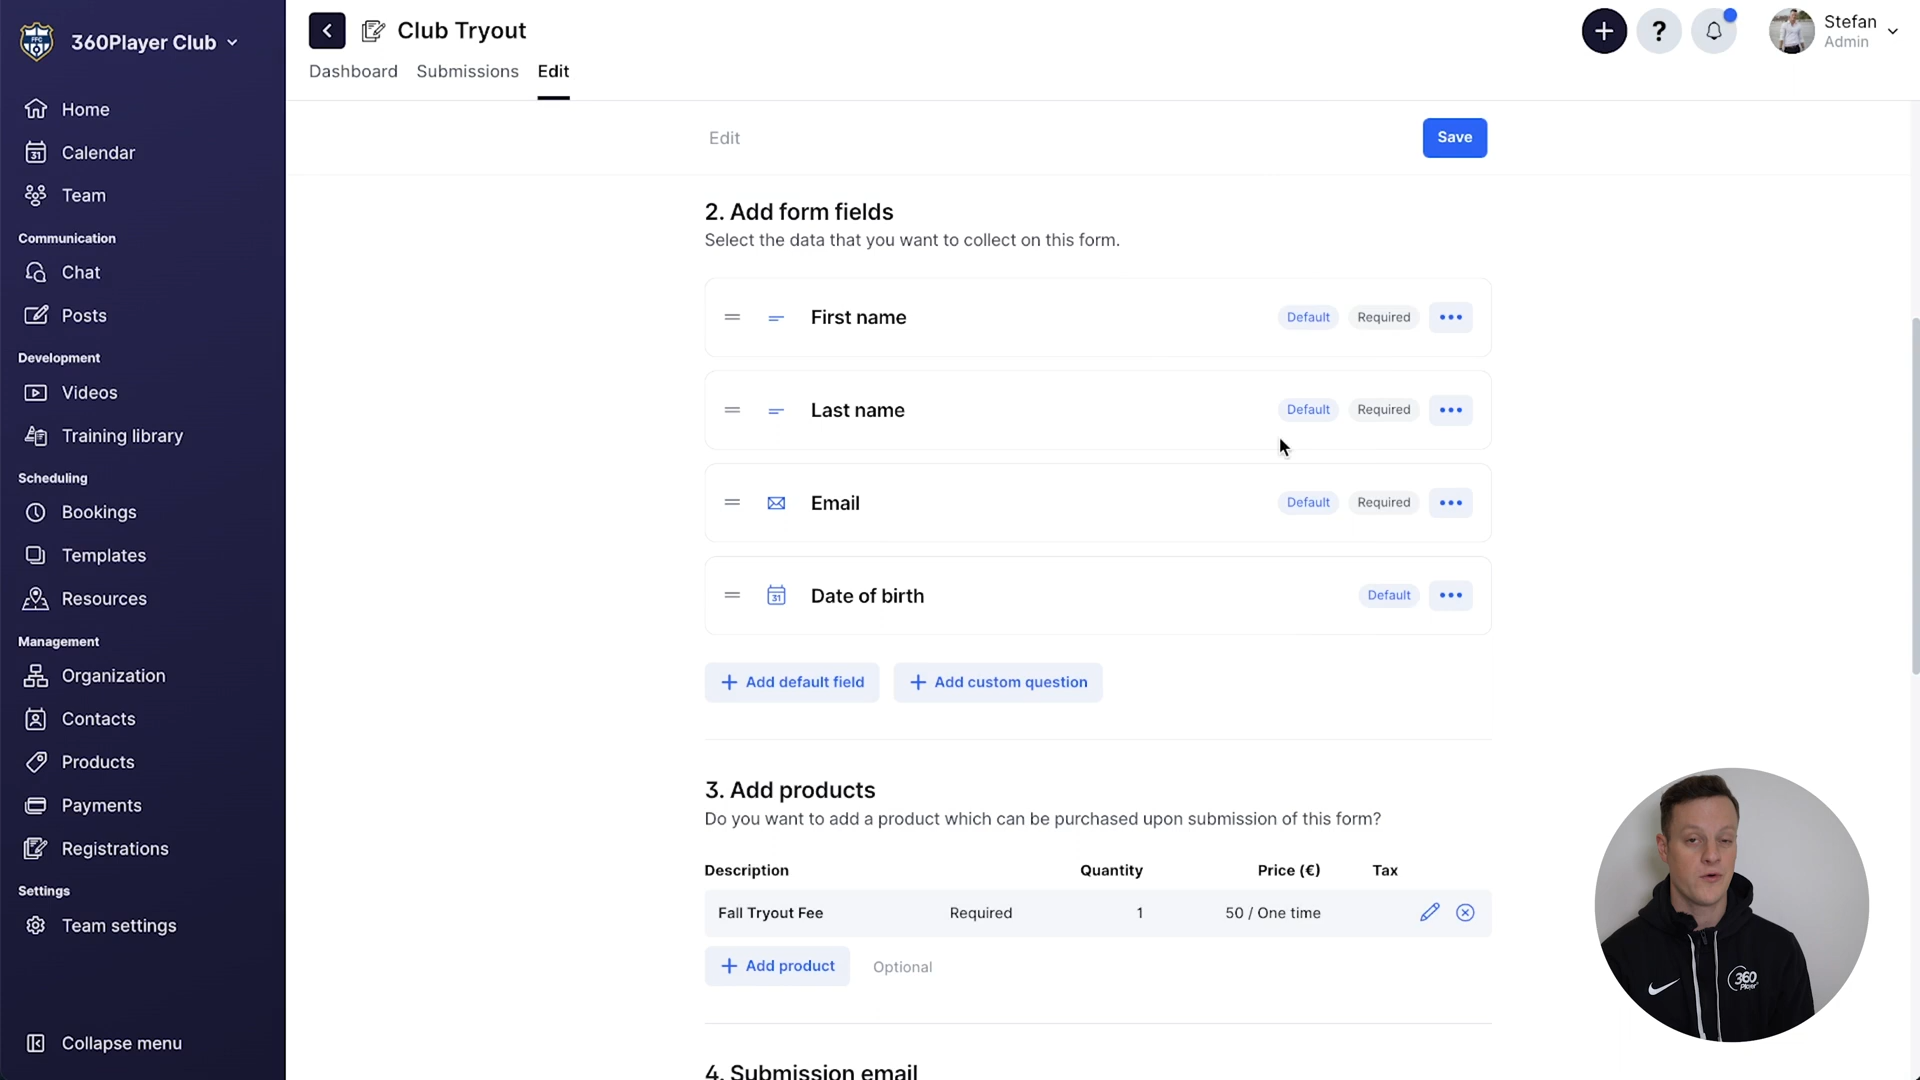 360Player Club
Home
31
Calendar
Team
Communication
Chat
Posts
Development
Videos
Training library
Scheduling
Bookings
Templates
Resources
Management
Organization
Contacts
Products
Payments
Registrations
Settings
Team settings
Collapse menu
Club Tryout
Dashboard Submissions Edit
+ ?
Stefan
Admin
Edit
Save
2. Add form fields
Select the data that you want to collect on this form.
First name Default Required
Last name Default Required
Email Default Required
31 Date of birth Default
+ Add default field + Add custom question
3. Add products
Do you want to add a product which can be purchased upon submission of this form?
Description Quantity Price (€) Tax
Fall Tryout Fee Required 1 50 / One time
+ Add product Optional
4. Submission email
360
Player